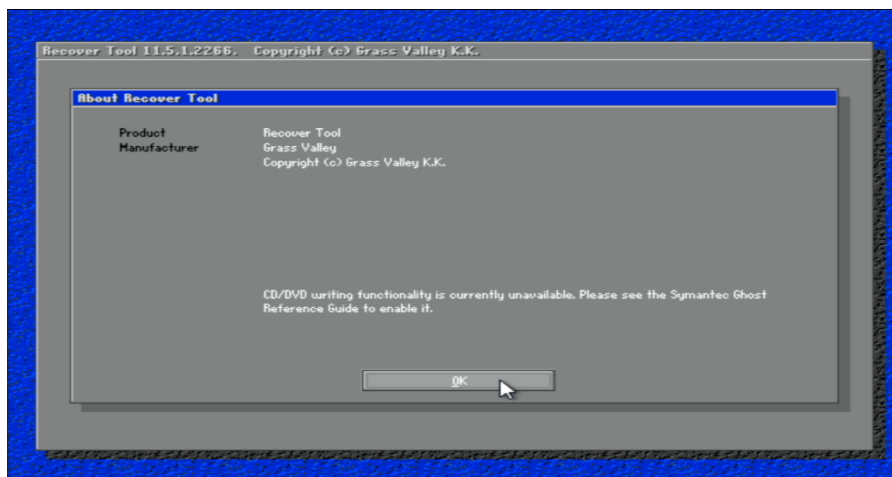 Recover Tool 11.5.1.2266.   Copyright (c) Grass Valley K.K.
About Recover Tool
Product   Recover Tool
Manufacturer   Grass Valley
Copyright (c) Grass Valley K.K.
CD/DVD writing functionality is currently unavailable. Please see the Symantec Ghost
Reference Guide to enable it.
OK